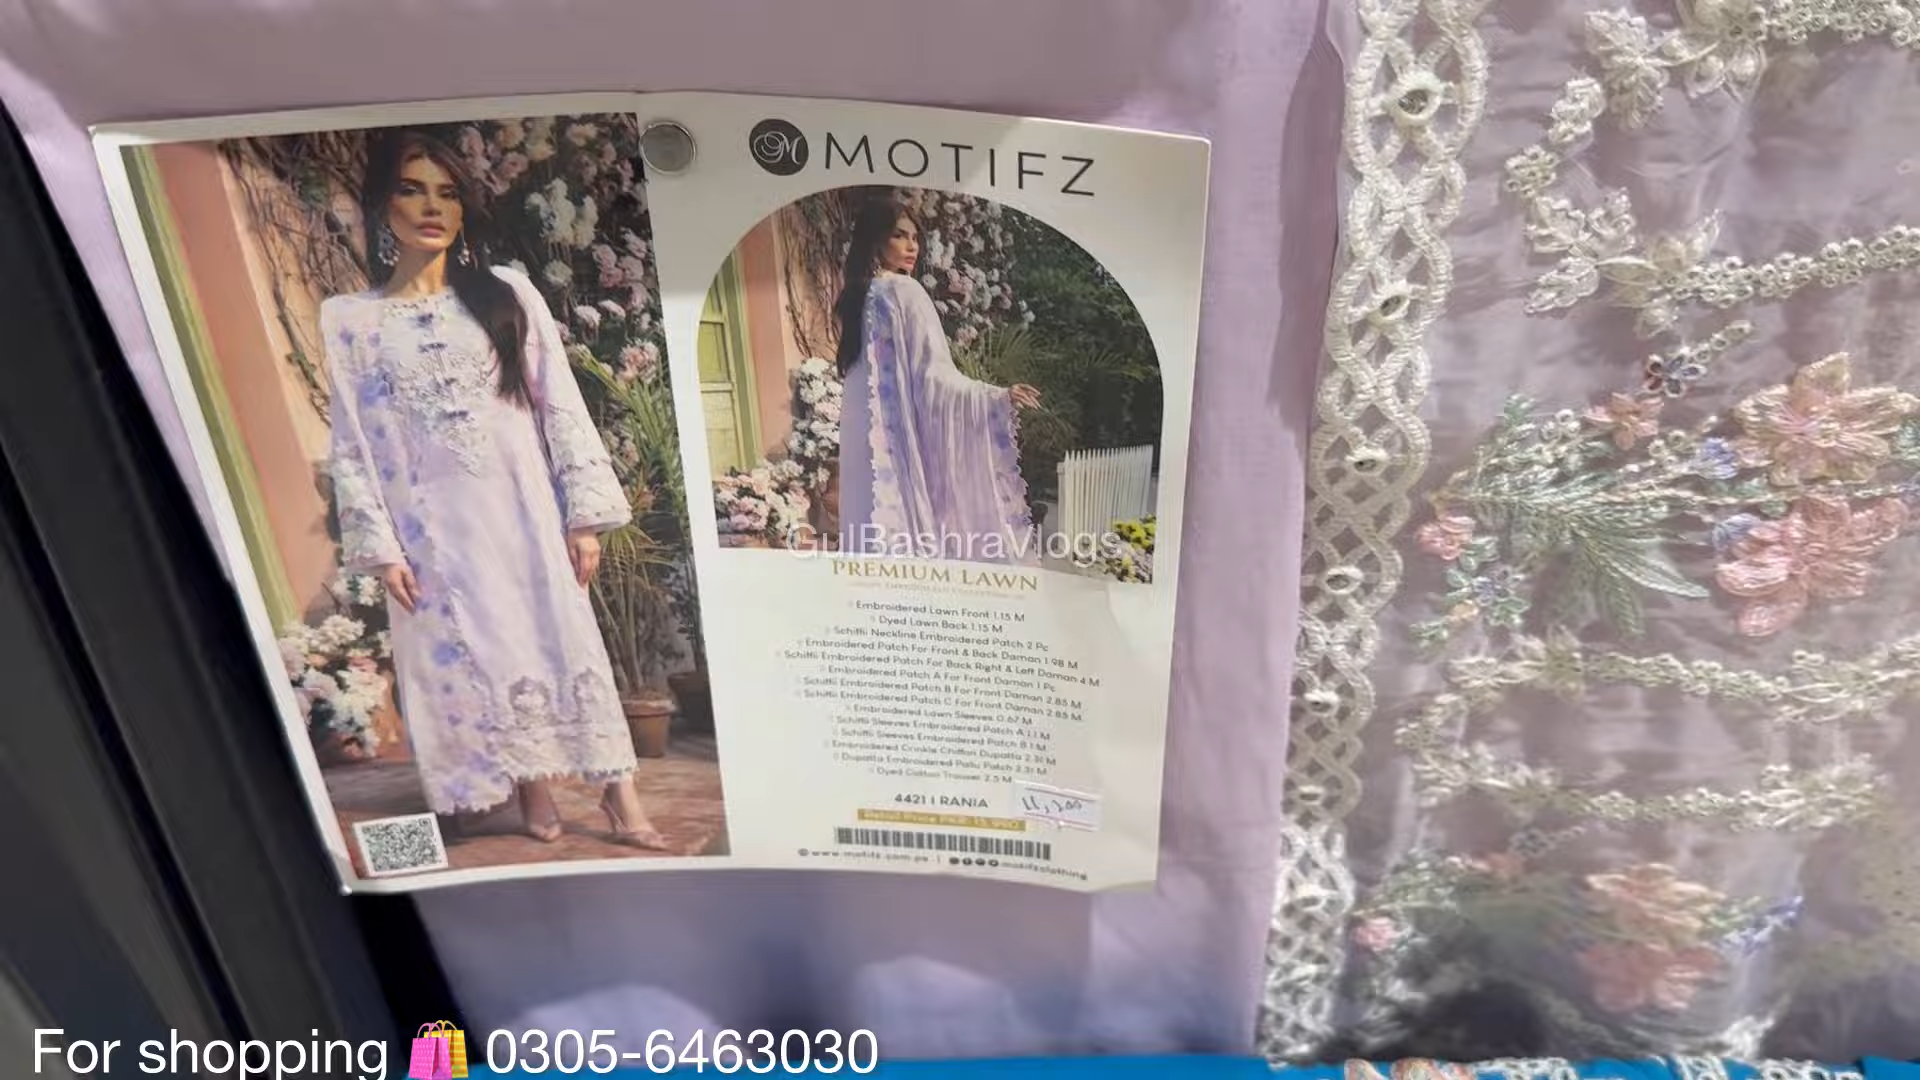 MOTIFZ
GulBashraVlogs
PREMIUM LAWN
Embroidered Lawn Front 1.15 M
Dyed Lawn Back 1.15 M
Schiffli Neckline Embroidered Patch 2 Pc
Embroidered Patch For Front & Back Daman 1.98 M
Schiffli Embroidered Patch For Back Right & Left Daman 4 M
Embroidered Patch A For Front Daman 1 Pc
Schiffli Embroidered Patch B For Front Daman 2.85 M
Schiffli Embroidered Patch C For Front Daman 2.85 M
Embroidered Lawn Sleeves 0.67 M
Schiffli Sleeves Embroidered Patch A 1.1 M
Schiffli Sleeves Embroidered Patch B 1 M
Embroidered Crinkle Chiffon Dupatta 2.31 M
Dupatta Embroidered Pallu Patch 2.31 M
Dyed Cotton Trouser 2.5 M
4421 | RANIA
Retail Price PKR: 15,990
www.motifz.com.pk | motifzclothing
For shopping 🛍️ 0305-6463030